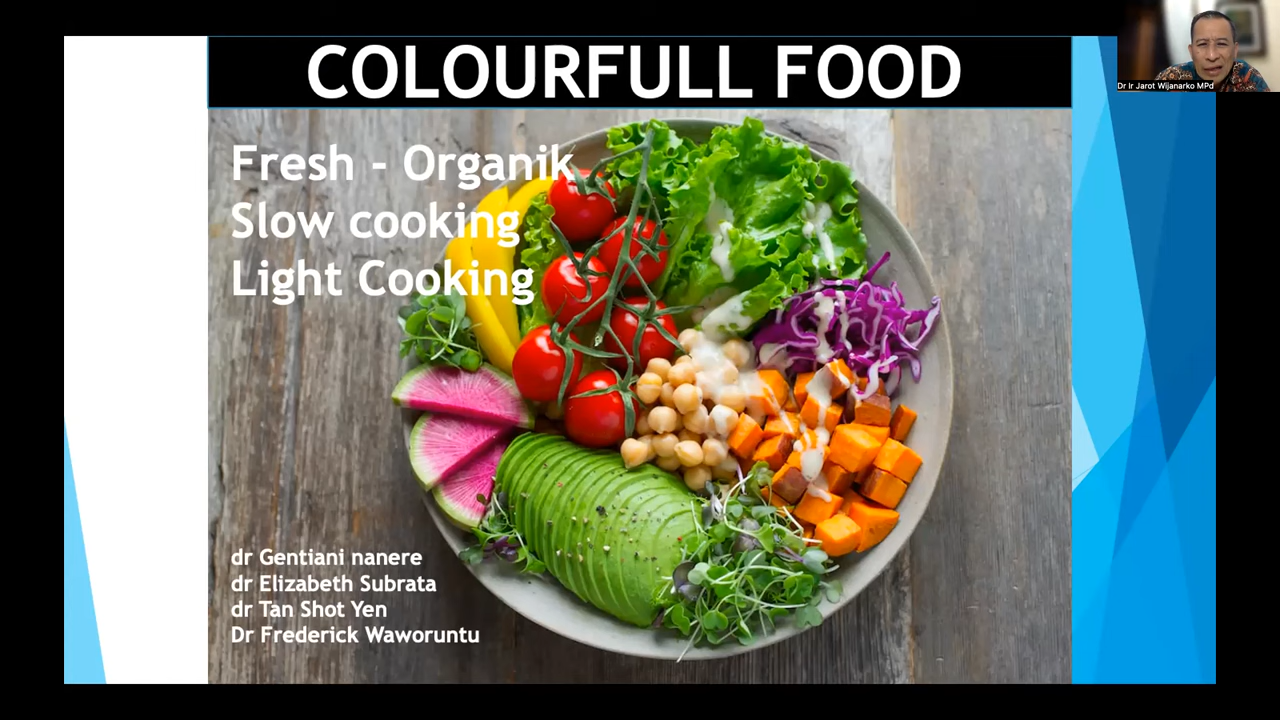 COLOURFULL FOOD
Dr Ir Jarot Wijanarko MPd
Fresh - Organik
Slow cooking
Light Cooking
dr Gentiani nanere
dr Elizabeth Subrata
dr Tan Shot Yen
Dr Frederick Waworuntu